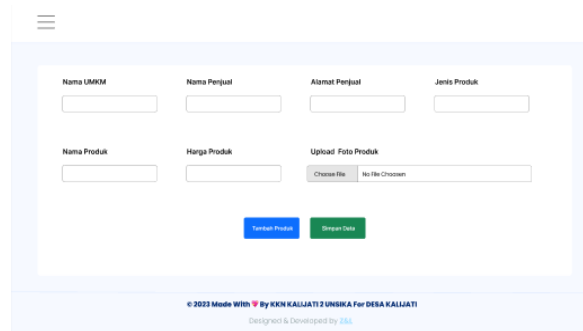 Nama UMKM Nama Penjual Alamat Penjual Jenis Produk
Nama Produk Harga Produk Upload Foto Produk
Choose File No File Choosen
Tambah Produk Simpan Data
© 2023 Made With 💗 By KKN KALIJATI 2 UNSIKA For DESA KALIJATI
Designed & Developed by